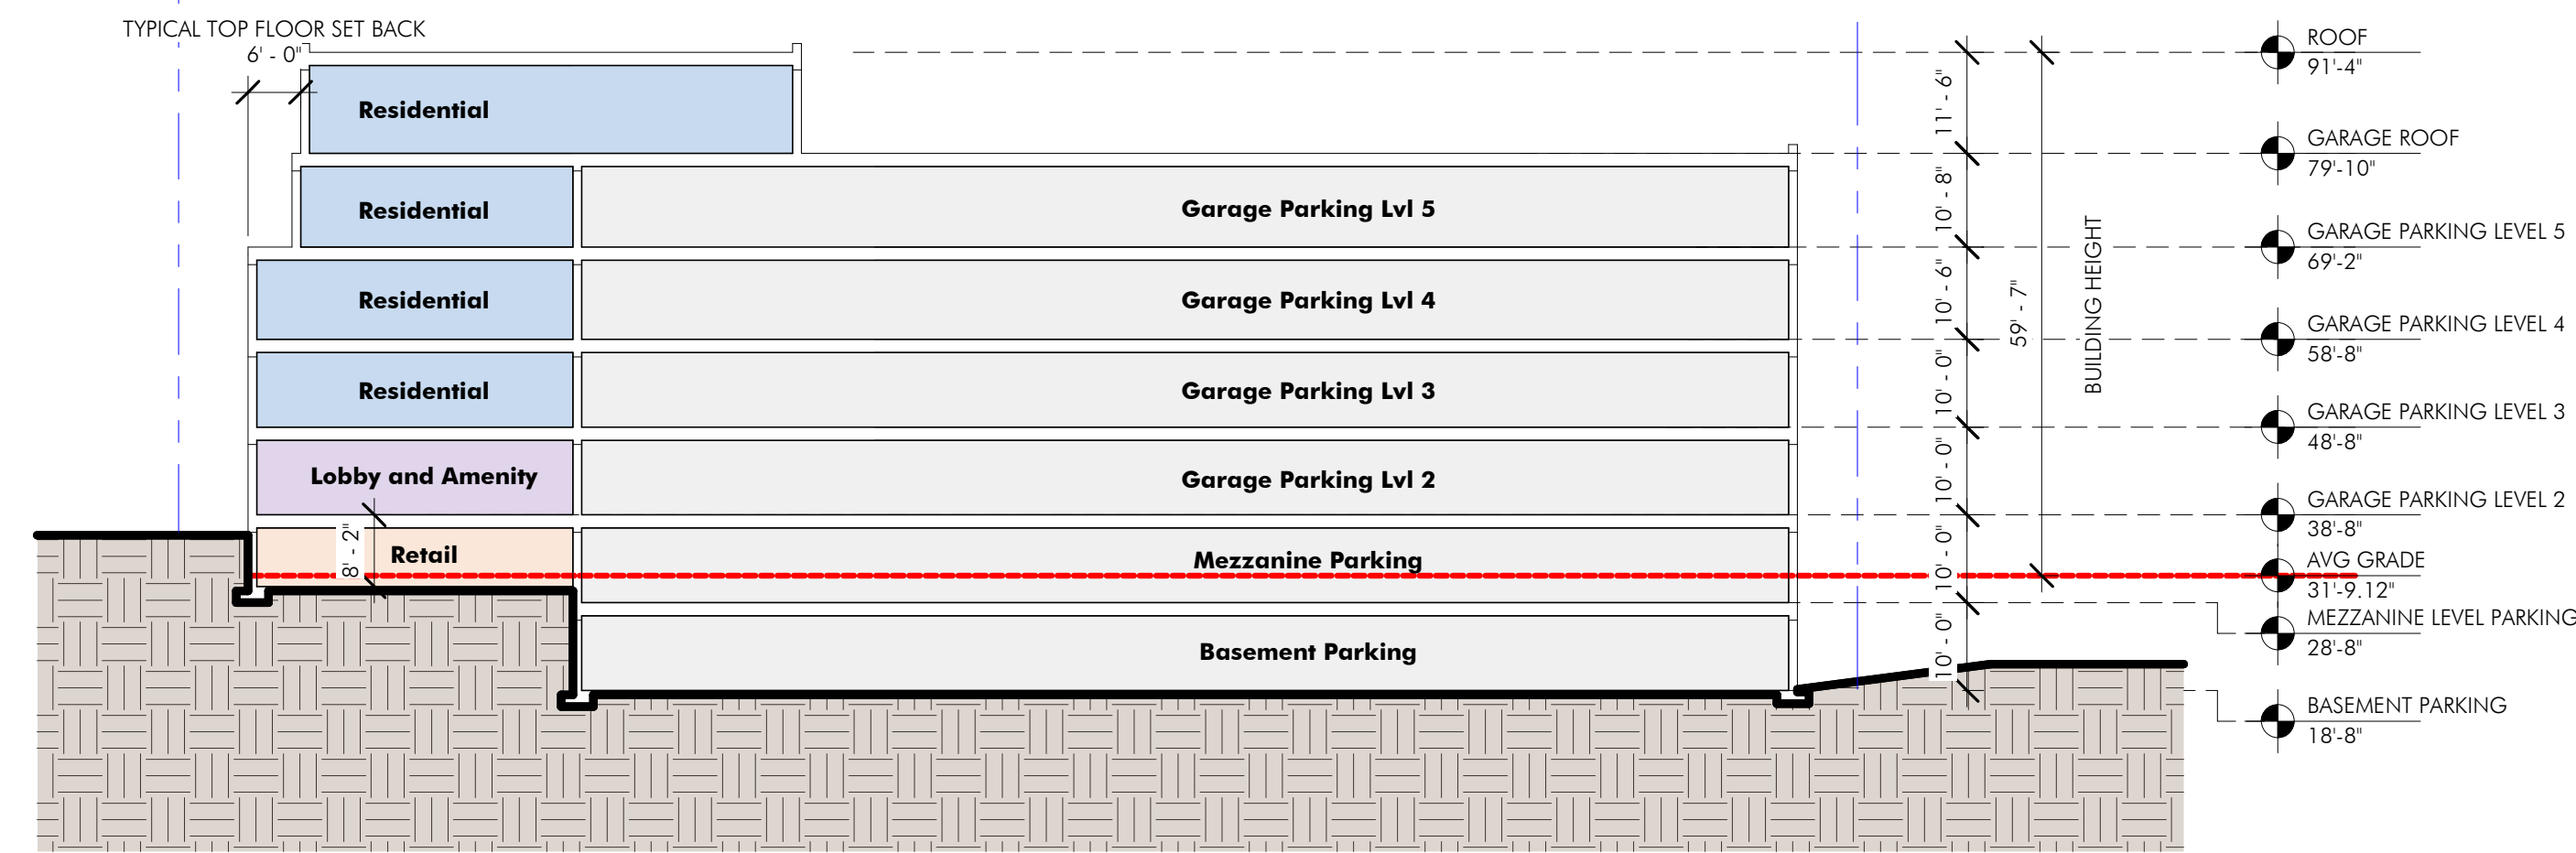 TYPICAL TOP FLOOR SET BACK
6' - 0"
Residential
Residential
Garage Parking Lvl 5
Residential
Garage Parking Lvl 4
Residential
Garage Parking Lvl 3
Lobby and Amenity
Garage Parking Lvl 2
8' - 2"
Retail
Mezzanine Parking
Basement Parking
11' - 6"
10' - 8"
10' - 6"
10' - 0"
10' - 0"
10' - 0"
10' - 0"
59' - 7"
BUILDING HEIGHT
ROOF
91'-4"
GARAGE ROOF
79'-10"
GARAGE PARKING LEVEL 5
69'-2"
GARAGE PARKING LEVEL 4
58'-8"
GARAGE PARKING LEVEL 3
48'-8"
GARAGE PARKING LEVEL 2
38'-8"
AVG GRADE
31'-9.12"
MEZZANINE LEVEL PARKING
28'-8"
BASEMENT PARKING
18'-8"